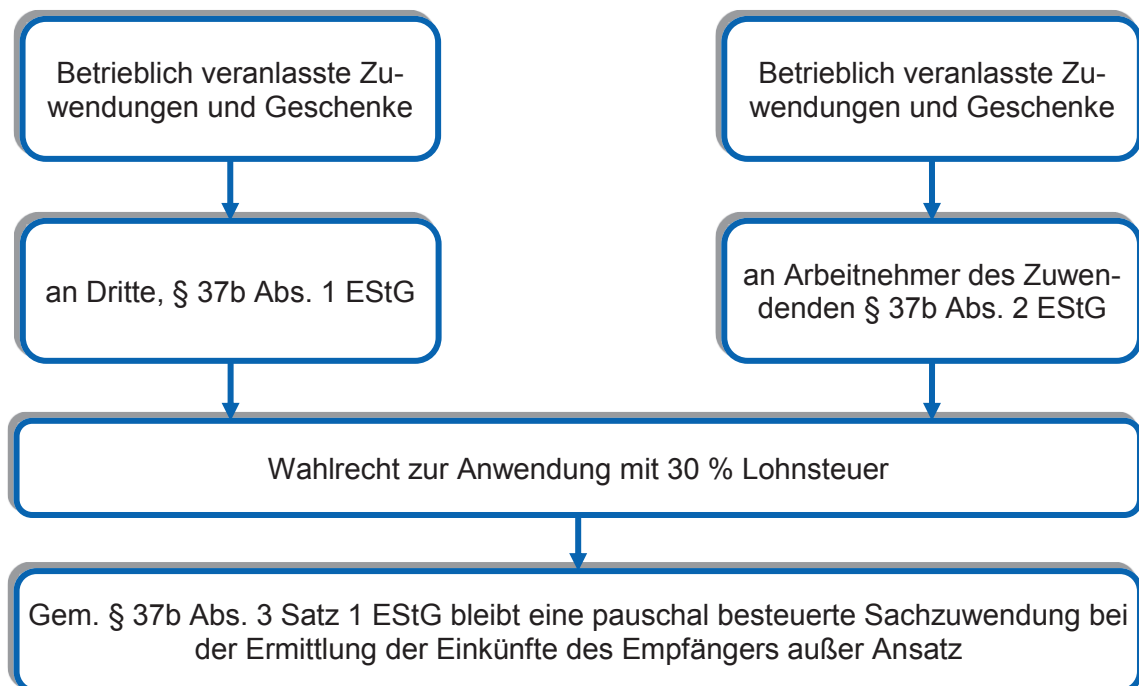 Betrieblich veranlasste Zu-
wendungen und Geschenke
Betrieblich veranlasste Zu-
wendungen und Geschenke
an Dritte, § 37b Abs. 1 EStG
an Arbeitnehmer des Zuwen-
denden § 37b Abs. 2 EStG
Wahlrecht zur Anwendung mit 30 % Lohnsteuer
Gem. § 37b Abs. 3 Satz 1 EStG bleibt eine pauschal besteuerte Sachzuwendung bei
der Ermittlung der Einkünfte des Empfängers außer Ansatz